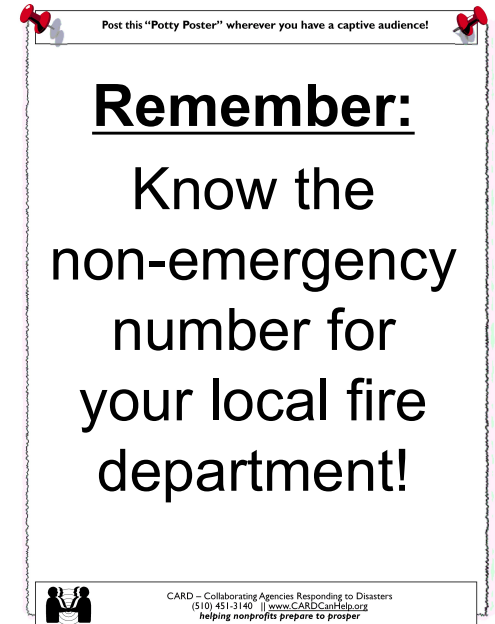 Post this “Potty Poster” wherever you have a captive audience!
Remember:
Know the
non-emergency
number for
your local fire
department!
CARD – Collaborating Agencies Responding to Disasters
(510) 451-3140 || www.CARDCanHelp.org
helping nonprofits prepare to prosper